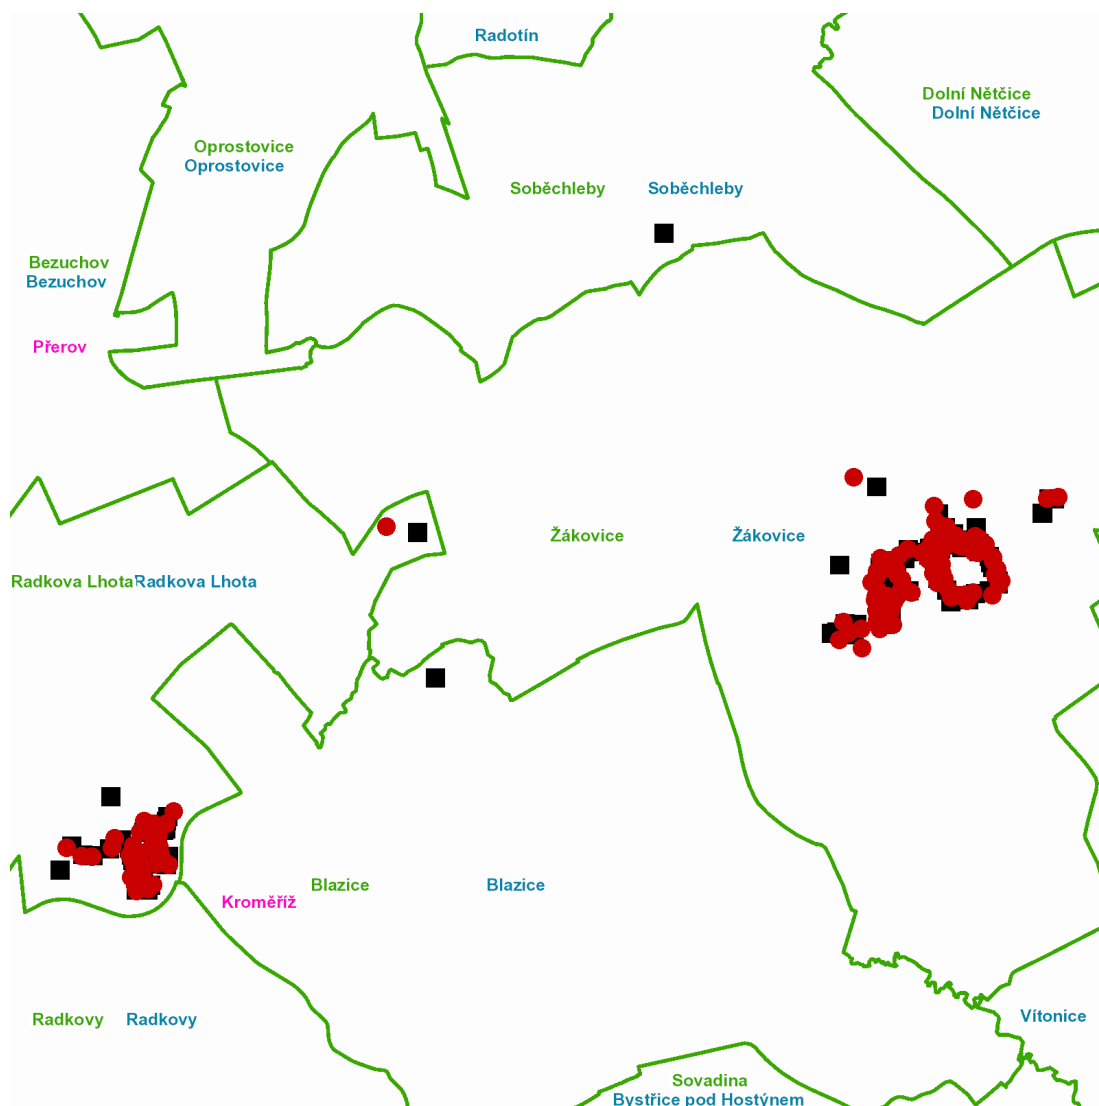 Radotín
Dolní Nětčice
Dolní Nětčice
Oprostovice
Oprostovice
Soběchleby Soběchleby
Bezuchov
Bezuchov
Přerov
Žákovice Žákovice
Radkova Lhota Radkova Lhota
Blazice Blazice
Kroměříž
Radkovy Radkovy
Vítonice
Sovadina
Bystřice pod Hostýnem